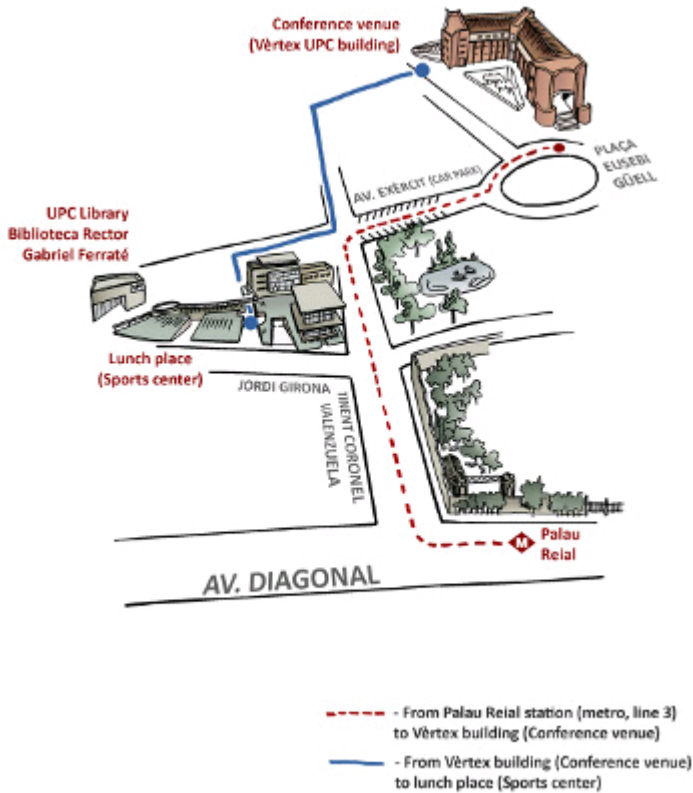 Conference venue
(Vèrtex UPC building)
PLAÇA
EUSEBI
GÜELL
AV. EXÈRCIT (CAR PARK)
UPC Library
Biblioteca Rector
Gabriel Ferraté
Lunch place
(Sports center)
JORDI GIRONA
TINENT CORONEL
VALENZUELA
M
Palau
Reial
AV. DIAGONAL
- From Palau Reial station (metro, line 3)
to Vèrtex building (Conference venue)
- From Vèrtex building (Conference venue)
to lunch place (Sports center)